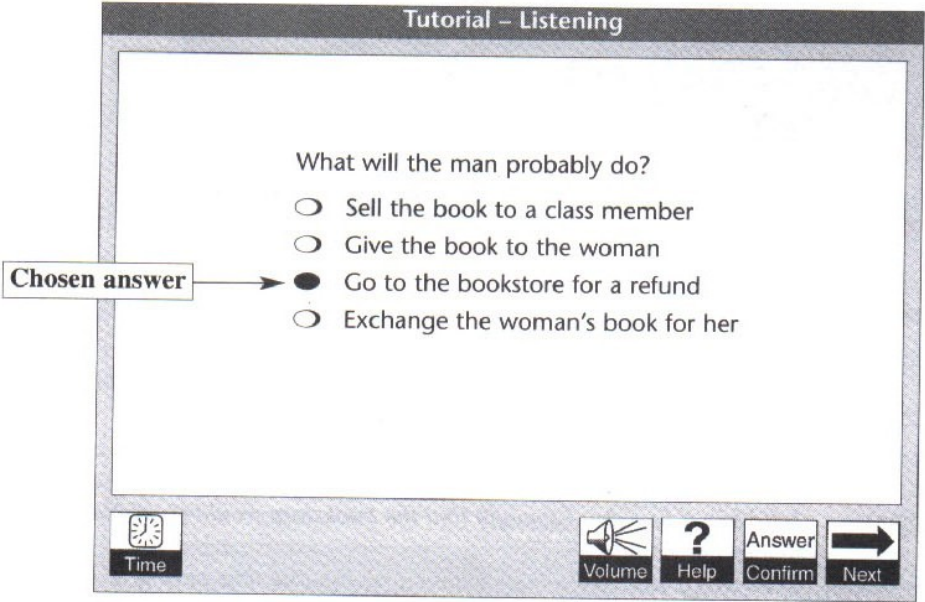 Tutorial – Listening
What will the man probably do?
Sell the book to a class member
Give the book to the woman
Chosen answer
Go to the bookstore for a refund
Exchange the woman's book for her
Time
Volume
?
Help
Answer
Confirm
Next